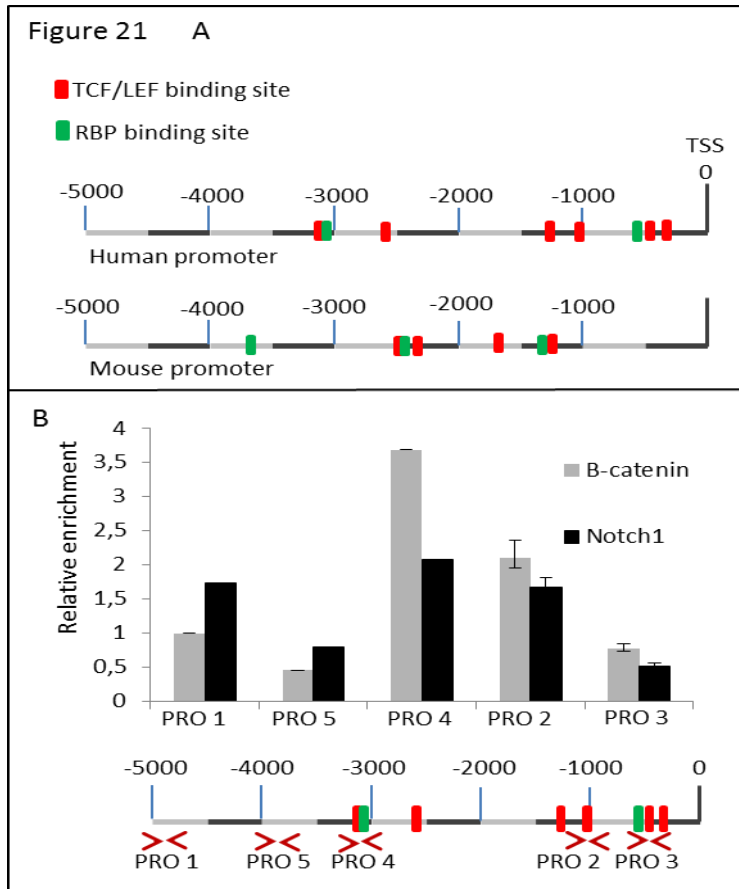 Figure 21 A
TCF/LEF binding site
RBP binding site
TSS
0
-5000 -4000 -3000 -2000 -1000
Human promoter
-5000 -4000 -3000 -2000 -1000
Mouse promoter
B
Relative enrichment
4
3,5
3
2,5
2
1,5
1
0,5
0
B-catenin
Notch1
PRO 1 PRO 5 PRO 4 PRO 2 PRO 3
-5000 -4000 -3000 -2000 -1000 0
PRO 1 PRO 5 PRO 4 PRO 2 PRO 3